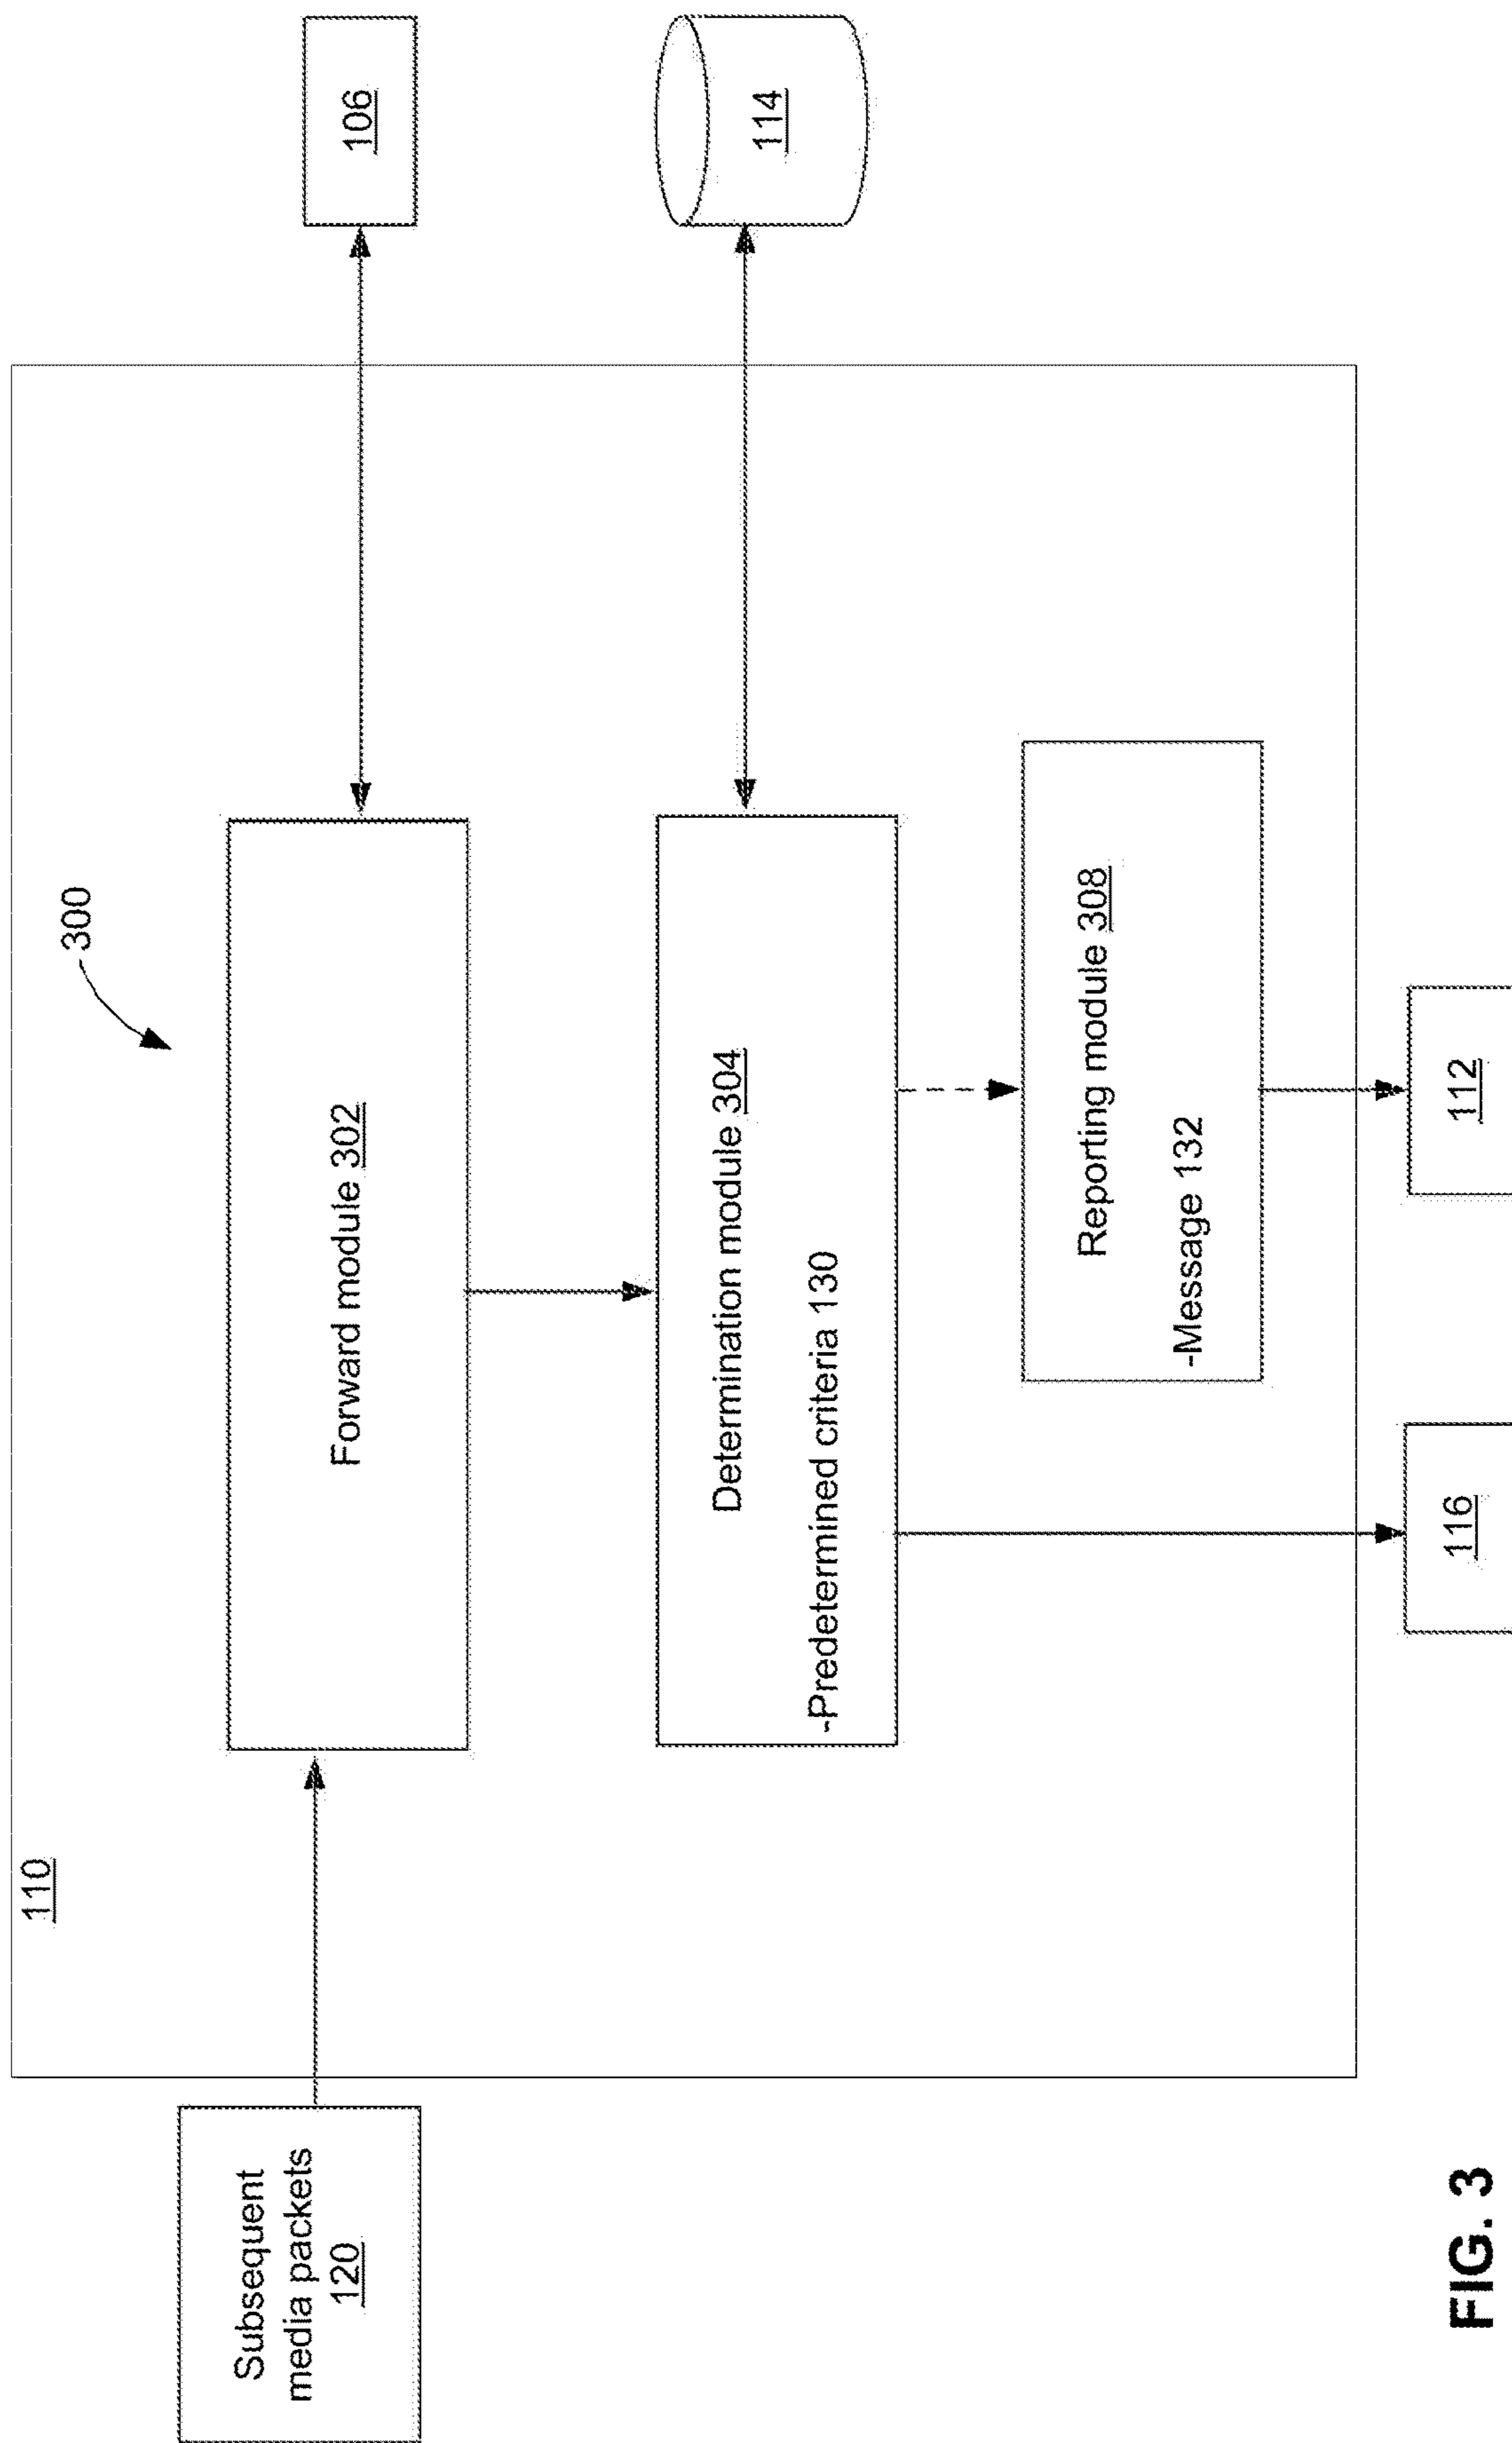 110
300
Subsequent
media packets
120
Forward module 302
106
Determination module 304
-Predetermined criteria 130
114
Reporting module 308
-Message 132
116
112
FIG. 3